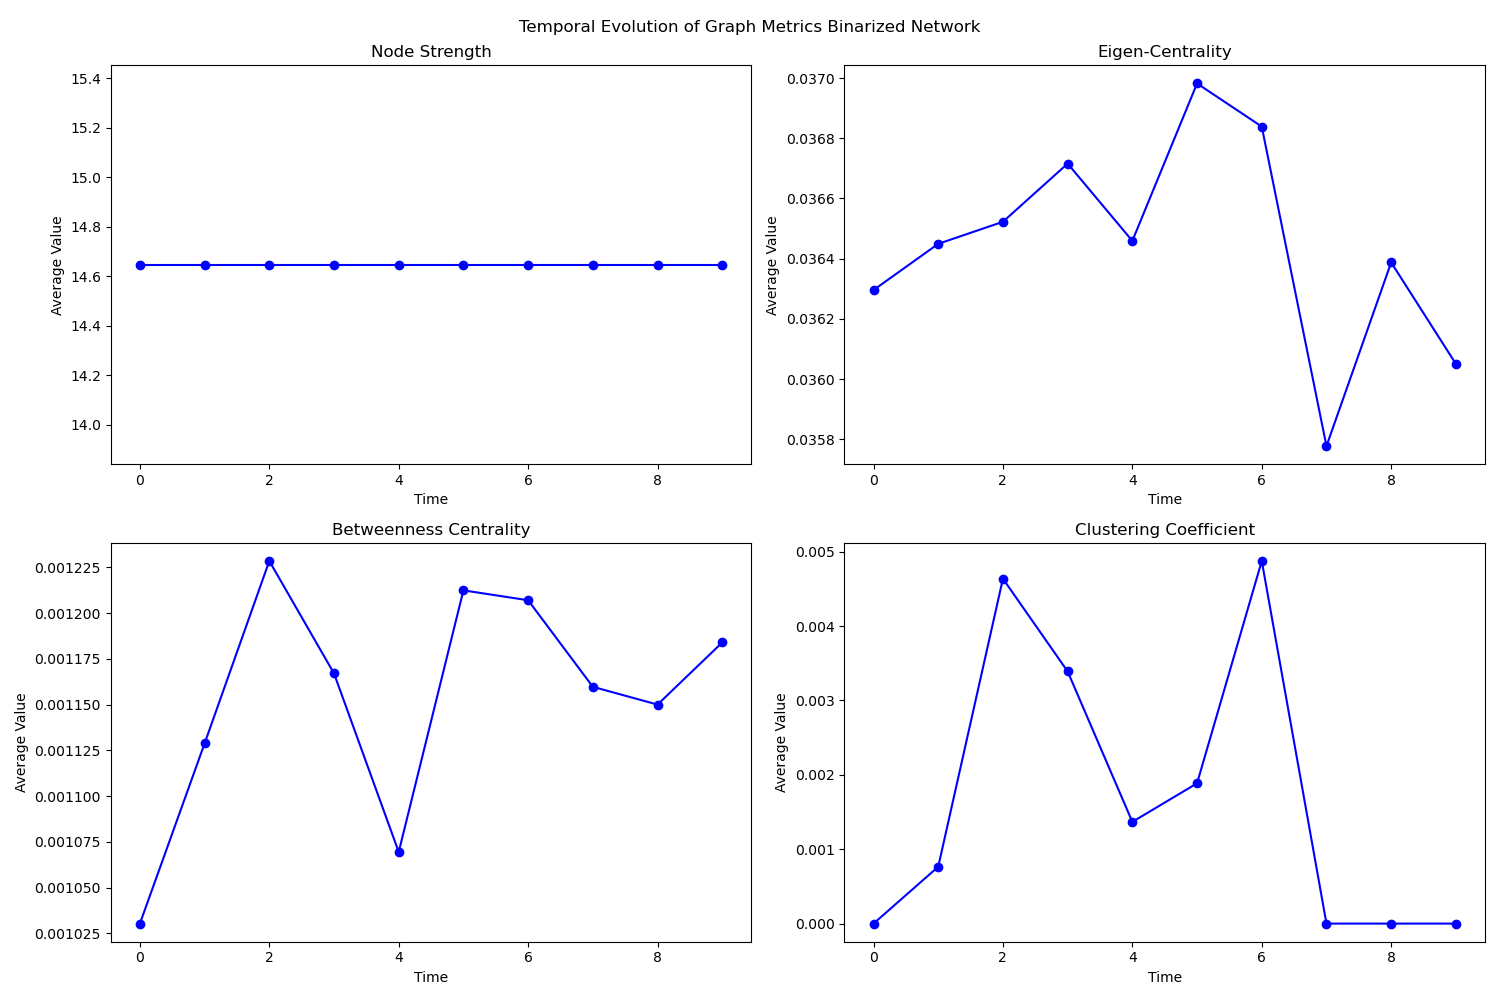 Temporal Evolution of Graph Metrics Binarized Network
Node Strength
15.4
15.2
15.0
14.8
14.6
14.4
14.2
14.0
Average Value
0 2 4 6 8
Time
Eigen-Centrality
0.0370
0.0368
0.0366
0.0364
0.0362
0.0360
0.0358
Average Value
0 2 4 6 8
Time
Betweenness Centrality
0.001225
0.001200
0.001175
0.001150
0.001125
0.001100
0.001075
0.001050
0.001025
Average Value
0 2 4 6 8
Time
Clustering Coefficient
0.005
0.004
0.003
0.002
0.001
0.000
Average Value
0 2 4 6 8
Time